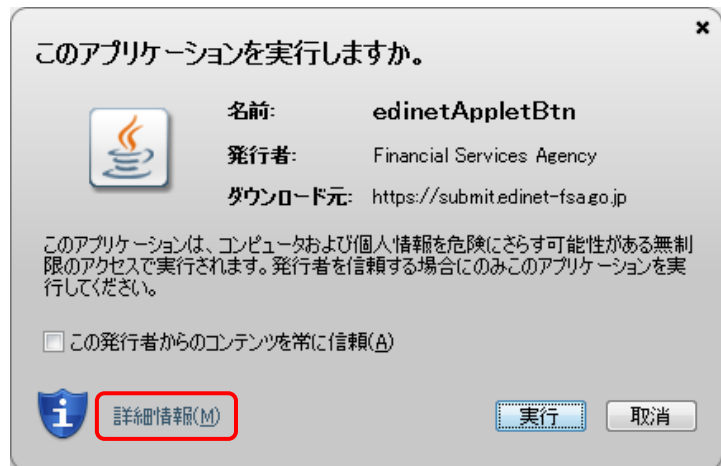 このアプリケーションを実行しますか。
名前: edinetAppletBtn
発行者: Financial Services Agency
ダウンロード元: https://submit.edinet-fsa.go.jp
このアプリケーションは、コンピュータおよび個人情報を危険にさらす可能性がある無制
限のアクセスで実行されます。発行者を信頼する場合にのみこのアプリケーションを実
行してください。
この発行者からのコンテンツを常に信頼(A)
詳細情報(M) 実行 取消